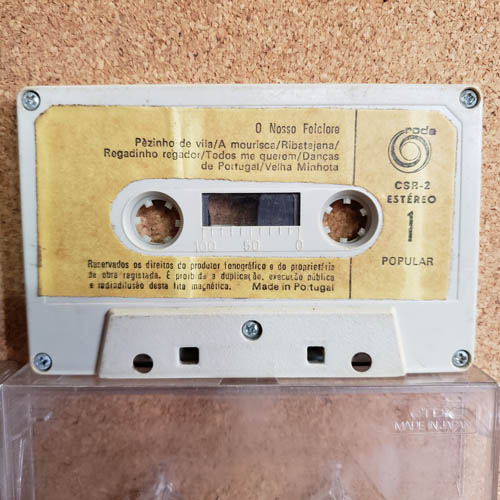 O Nosso Folclore
Pèzinho de vila/A mourisca/Ribatejana/
Regadinho regador/Todos me querem/Danças
de Portugal/Velha Minhota
roda
CSR-2
ESTÉREO
1
POPULAR
100 50 0
Reservados os direitos do produtor fonográfico e do proprietário
da obra registada. É proibida a duplicação, execução pública
e radiodifusão desta fita magnética. Made in Portugal
MADE IN JAPAN